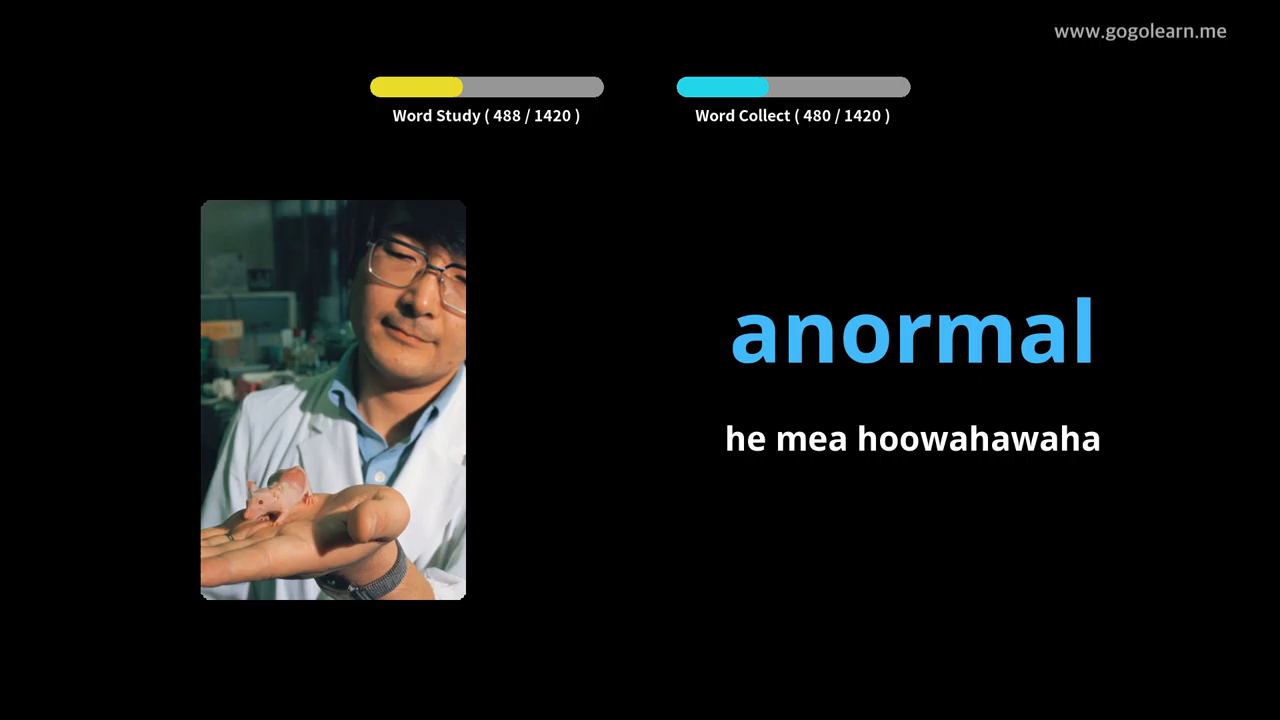 www.gogolearn.me
Word Study ( 488 / 1420 )
Word Collect ( 480 / 1420 )
anormal
he mea hoowahawaha